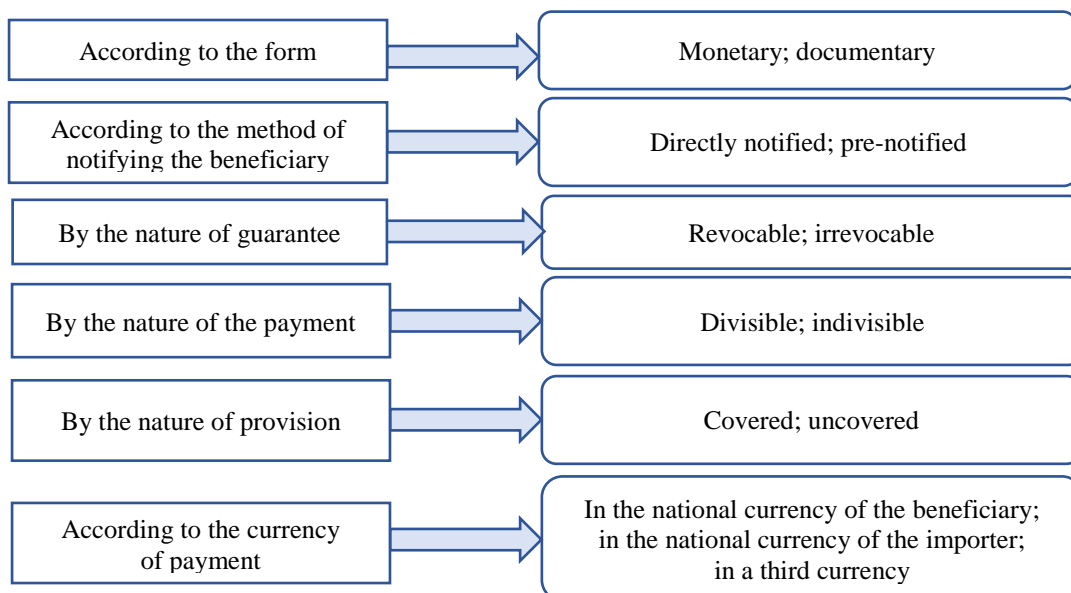 According to the form
Monetary; documentary
According to the method of
notifying the beneficiary
Directly notified; pre-notified
By the nature of guarantee
Revocable; irrevocable
By the nature of the payment
Divisible; indivisible
By the nature of provision
Covered; uncovered
According to the currency
of payment
In the national currency of the beneficiary;
in the national currency of the importer;
in a third currency